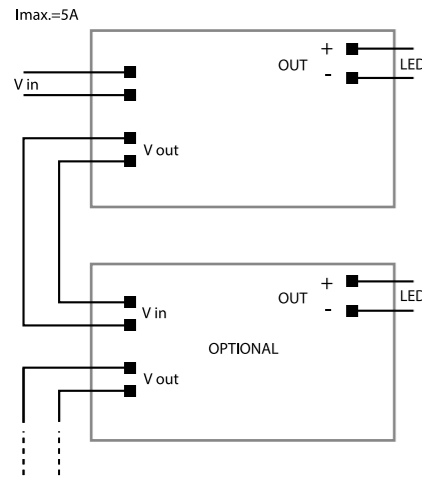 Imax.=5A
V in
+
OUT
-
LED
V out
V in
+
OUT
-
LED
OPTIONAL
V out